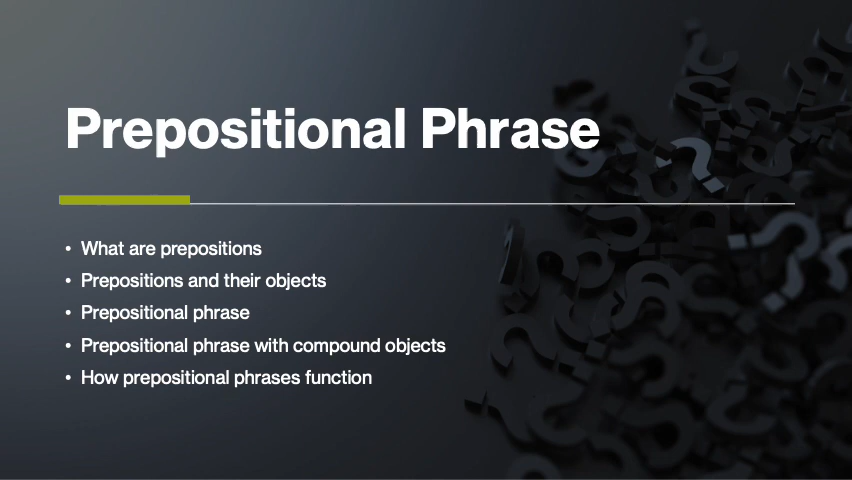 Prepositional Phrase
• What are prepositions
• Prepositions and their objects
• Prepositional phrase
• Prepositional phrase with compound objects
• How prepositional phrases function